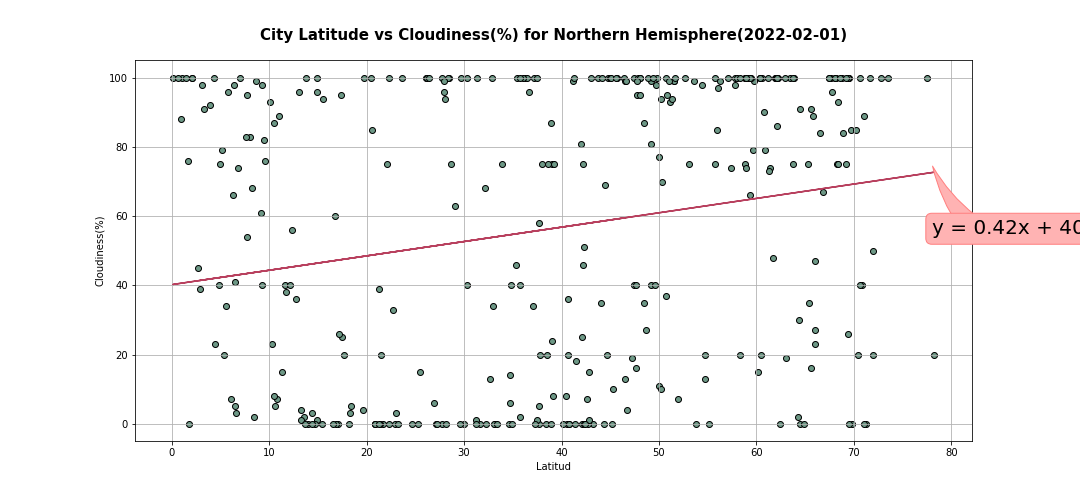 City Latitude vs Cloudiness(%) for Northern Hemisphere(2022-02-01)
Cloudiness(%)
100
80
60
40
20
0
y = 0.42x + 40
0 10 20 30 40 50 60 70 80
Latitud